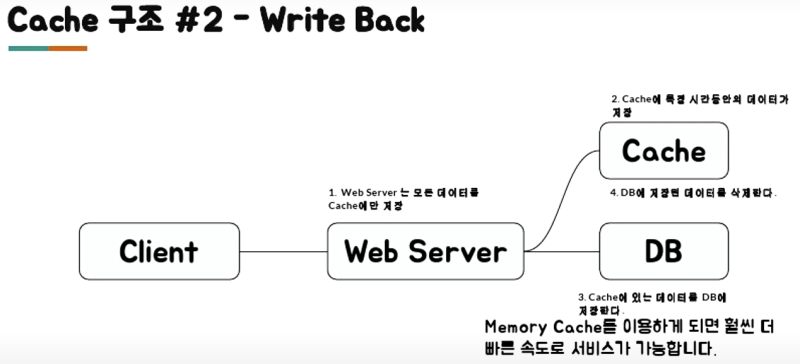 Cache 구조 #2 - Write Back
2. Cache에 특정 시간동안의 데이터가
저장
Cache
1. Web Server 는 모든 데이터를
Cache에만 저장
4. DB에 저장된 데이터를 삭제한다.
Client
Web Server
DB
3. Cache에 있는 데이터를 DB에
저장한다.
Memory Cache를 이용하게 되면 훨씬 더
빠른 속도로 서비스가 가능합니다.